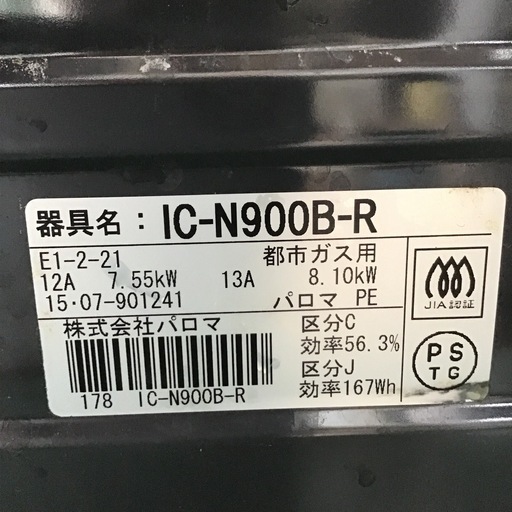 器具名：IC-N900B-R
E1-2-21 都市ガス用
12A 7.55kW 13A 8.10kW
15・07-901241 パロマ PE
株式会社パロマ
178 IC-N900B-R
区分C
効率56.3%
区分J
効率167Wh
JIA認証
PS
TG